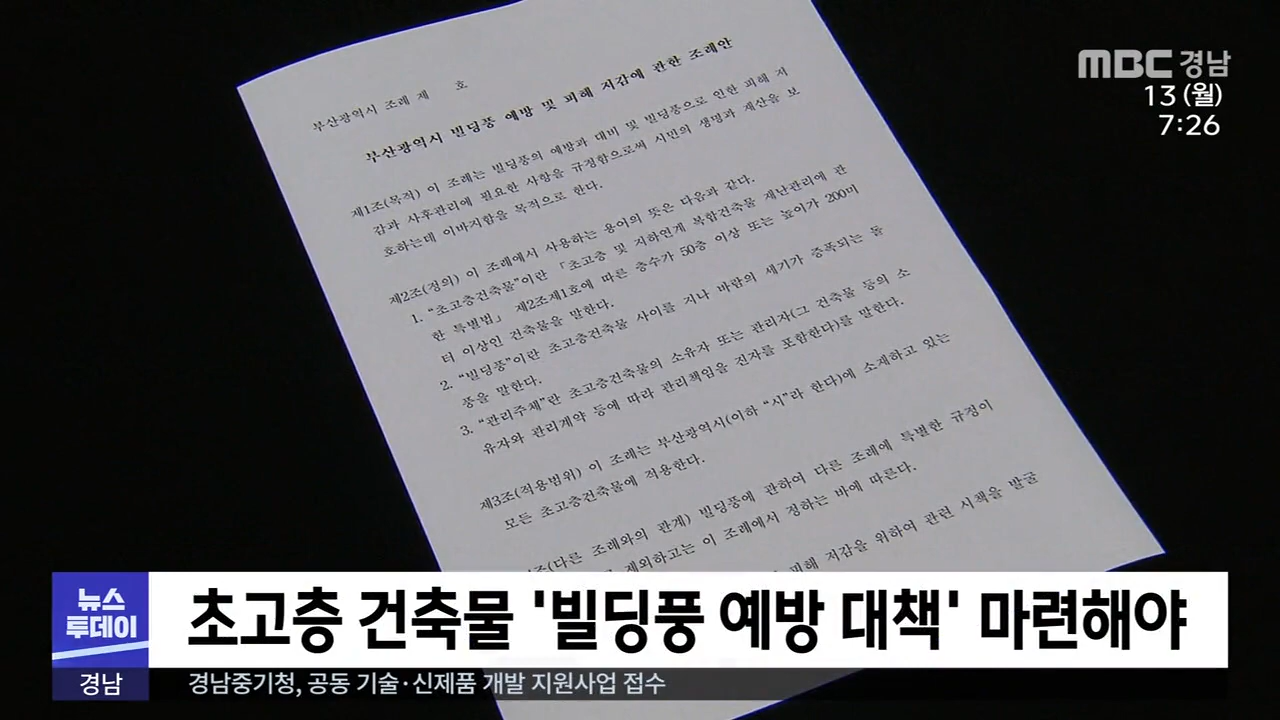 MBC 경남
13 (월)
7:26
부산광역시 조례 제 호
부산광역시 빌딩풍 예방 및 피해 저감에 관한 조례안
제1조(목적) 이 조례는 빌딩풍의 예방과 대비 및 빌딩풍으로 인한 피해 저
감과 사후관리에 필요한 사항을 규정함으로써 시민의 생명과 재산을 보
호하는데 이바지함을 목적으로 한다.
제2조(정의) 이 조례에서 사용하는 용어의 뜻은 다음과 같다.
1. “초고층건축물”이란 「초고층 및 지하연계 복합건축물 재난관리에 관
한 특별법」 제2조제1호에 따른 층수가 50층 이상 또는 높이가 200미
터 이상인 건축물을 말한다.
2. “빌딩풍”이란 초고층건축물 사이를 지나 바람의 세기가 증폭되는 돌
풍을 말한다.
3. “관리주체”란 초고층건축물의 소유자 또는 관리자(그 건축물 등의 소
유자와 관리계약 등에 따라 관리책임을 진자를 포함한다)를 말한다.
제3조(적용범위) 이 조례는 부산광역시(이하 “시”라 한다)에 소재하고 있는
모든 초고층건축물에 적용한다.
(다른 조례와의 관계) 빌딩풍에 관하여 다른 조례에 특별한 규정이
제외하고는 이 조례에서 정하는 바에 따른다.
피해 저감을 위하여 관련 시책을 발굴
뉴스
투데이
초고층 건축물 '빌딩풍 예방 대책' 마련해야
경남
경남중기청, 공동 기술·신제품 개발 지원사업 접수